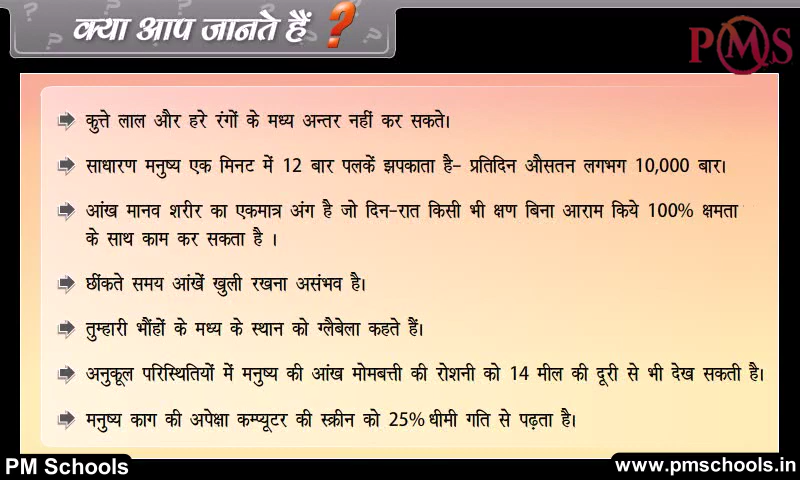 क्या आप जानते हैं ?
PMS
कुत्ते लाल और हरे रंगों के मध्य अन्तर नहीं कर सकते।
साधारण मनुष्य एक मिनट में 12 बार पलकें झपकाता है- प्रतिदिन औसतन लगभग 10,000 बार।
आंख मानव शरीर का एकमात्र अंग है जो दिन-रात किसी भी क्षण बिना आराम किये 100% क्षमता
के साथ काम कर सकता है ।
छींकते समय आंखें खुली रखना असंभव है।
तुम्हारी भौंहों के मध्य के स्थान को ग्लैबेला कहते हैं।
अनुकूल परिस्थितियों में मनुष्य की आंख मोमबत्ती की रोशनी को 14 मील की दूरी से भी देख सकती है।
मनुष्य काग की अपेक्षा कम्प्यूटर की स्क्रीन को 25% धीमी गति से पढ़ता है।
PM Schools
www.pmschools.in